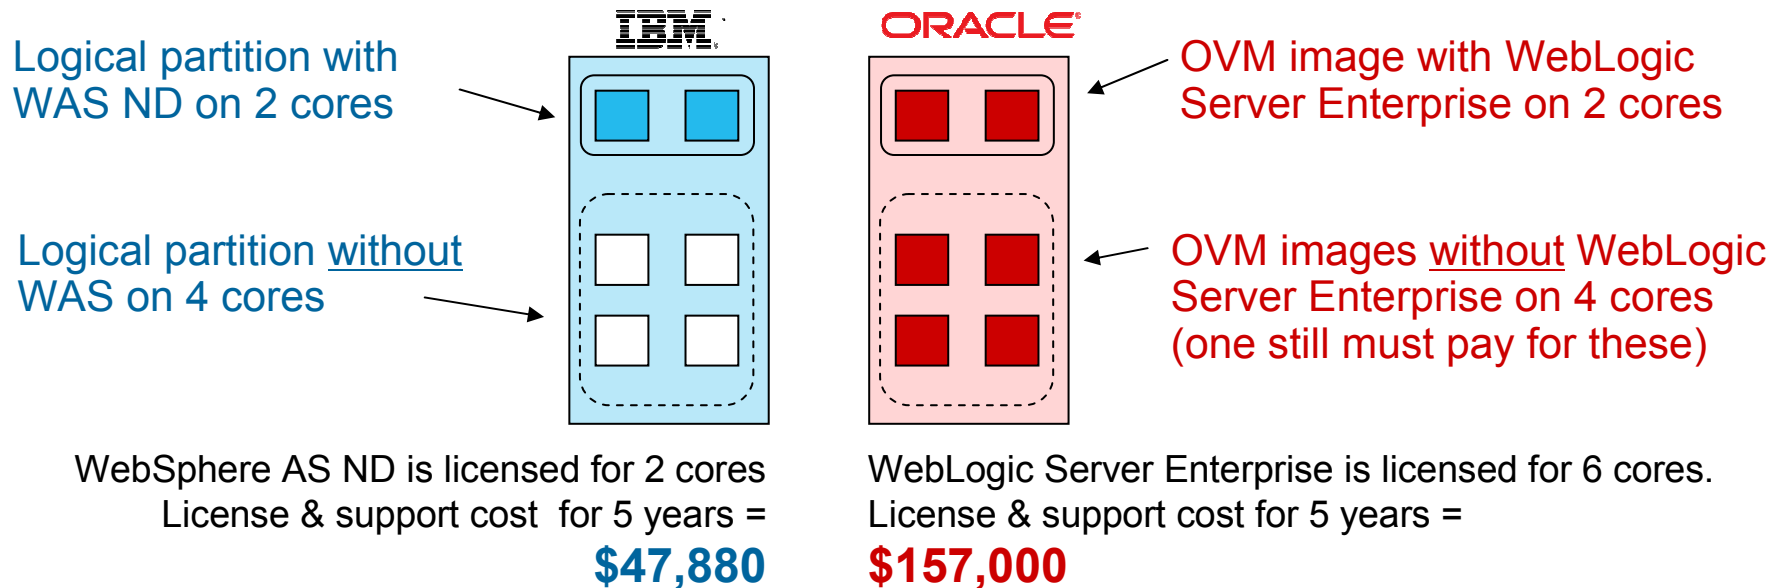 IBM
ORACLE
Logical partition with
WAS ND on 2 cores
OVM image with WebLogic
Server Enterprise on 2 cores
Logical partition without
WAS on 4 cores
OVM images without WebLogic
Server Enterprise on 4 cores
(one still must pay for these)
WebSphere AS ND is licensed for 2 cores
License & support cost for 5 years =
$47,880
WebLogic Server Enterprise is licensed for 6 cores.
License & support cost for 5 years =
$157,000